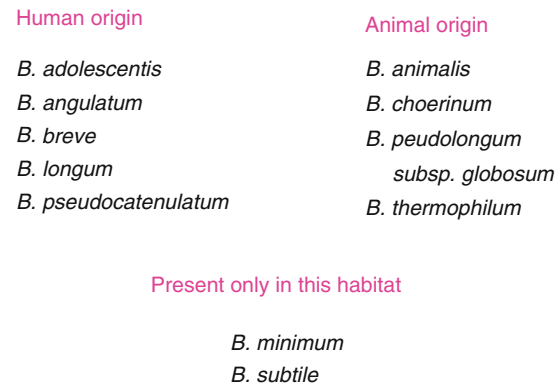 Human origin
B. adolescentis
B. angulatum
B. breve
B. longum
B. pseudocatenulatum
Animal origin
B. animalis
B. choerinum
B. peudolongum
subsp. globosum
B. thermophilum
Present only in this habitat
B. minimum
B. subtile